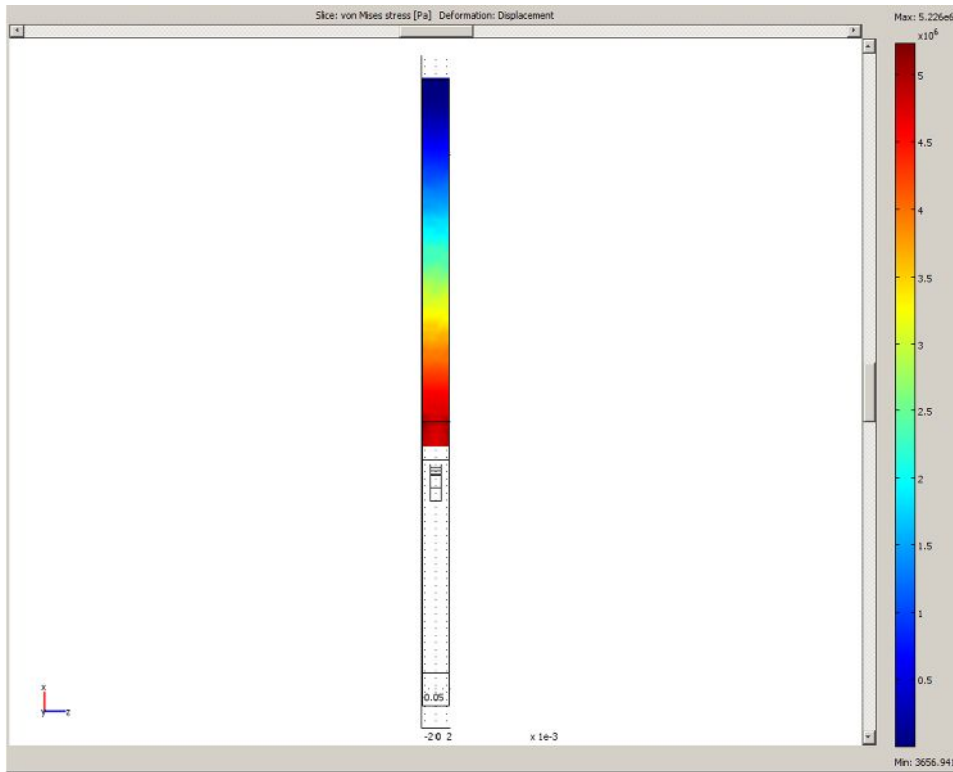 Slice: von Mises stress [Pa] Deformation: Displacement
Max: 5.226e6
x10⁶
5
4.5
4
3.5
3
2.5
2
1.5
1
0.5
Min: 3656.941
x
y
z
0.05
-2 0 2
x 1e-3